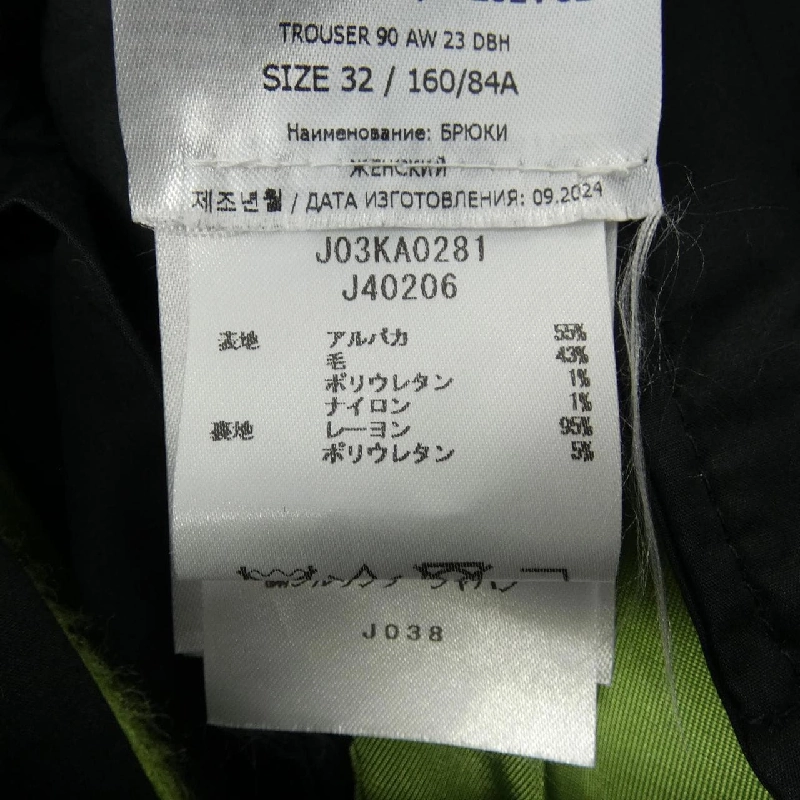 TROUSER 90 AW 23 DBH
SIZE 32 / 160/84A
Наименование: БРЮКИ
ЖЕНСКИЙ
제조년월 / ДАТА ИЗГОТОВЛЕНИЯ: 09.2024
J03KA0281
J40206
表地 アルパカ 55%
毛 43%
ポリウレタン 1%
ナイロン 1%
裏地 レーヨン 95%
ポリウレタン 5%
J038